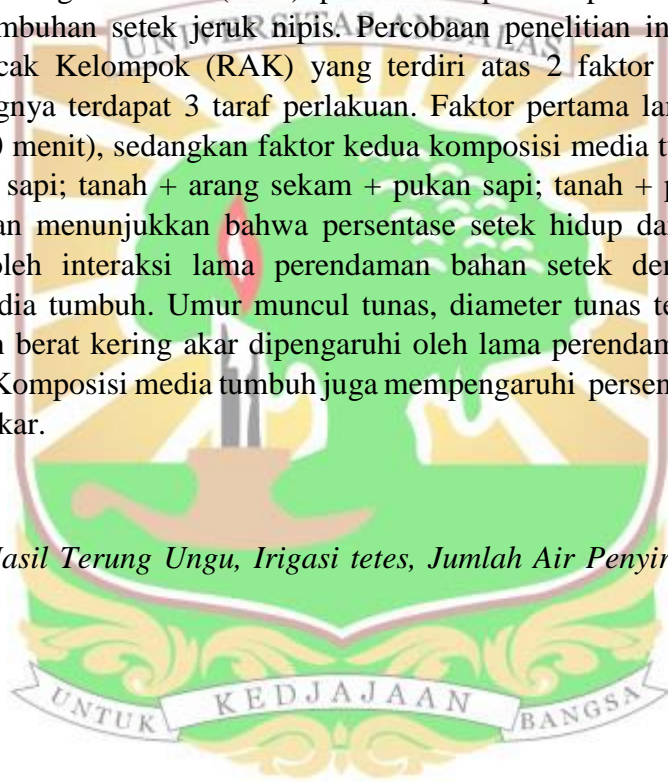 UNIVERSITAS ANDALAS
mbuhan setek jeruk nipis. Percobaan penelitian in
cak Kelompok (RAK) yang terdiri atas 2 faktor
gnya terdapat 3 taraf perlakuan. Faktor pertama la
menit), sedangkan faktor kedua komposisi media t
sapi; tanah + arang sekam + pukan sapi; tanah + p
an menunjukkan bahwa persentase setek hidup da
oleh interaksi lama perendaman bahan setek de
dia tumbuh. Umur muncul tunas, diameter tunas te
n berat kering akar dipengaruhi oleh lama perendam
Komposisi media tumbuh juga mempengaruhi persen
kar.
Hasil Terung Ungu, Irigasi tetes, Jumlah Air Penyir
UNTUK KEDJAJAAN BANGSA